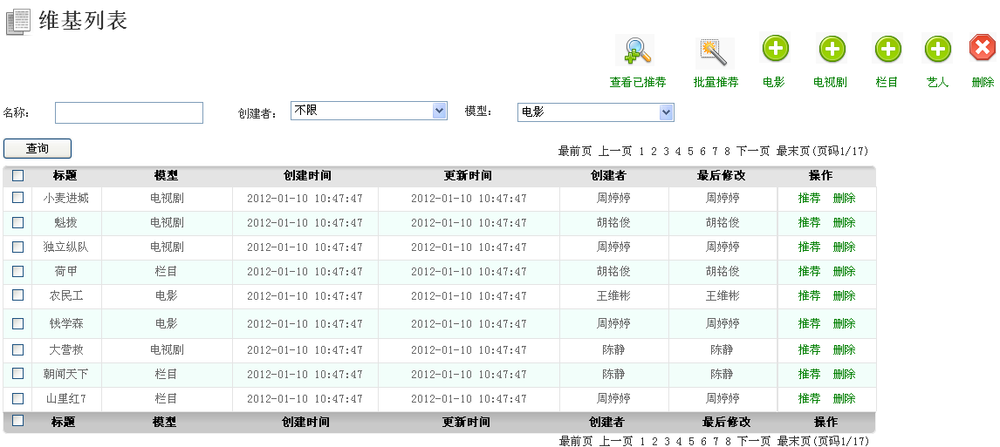 维基列表
查看已推荐 批量推荐 电影 电视剧 栏目 艺人 删除
名称： 创建者： 不限 模型： 电影
查询 最前页 上一页 1 2 3 4 5 6 7 8 下一页 最末页(页码1/17)
标题 模型 创建时间 更新时间 创建者 最后修改 操作
小麦进城 电视剧 2012-01-10 10:47:47 2012-01-10 10:47:47 周婷婷 周婷婷 推荐 删除
魁拔 电视剧 2012-01-10 10:47:47 2012-01-10 10:47:47 胡铭俊 胡铭俊 推荐 删除
独立纵队 电视剧 2012-01-10 10:47:47 2012-01-10 10:47:47 周婷婷 周婷婷 推荐 删除
荷甲 栏目 2012-01-10 10:47:47 2012-01-10 10:47:47 胡铭俊 胡铭俊 推荐 删除
农民工 电影 2012-01-10 10:47:47 2012-01-10 10:47:47 王维彬 王维彬 推荐 删除
钱学森 电影 2012-01-10 10:47:47 2012-01-10 10:47:47 周婷婷 周婷婷 推荐 删除
大营救 电视剧 2012-01-10 10:47:47 2012-01-10 10:47:47 陈静 陈静 推荐 删除
朝闻天下 栏目 2012-01-10 10:47:47 2012-01-10 10:47:47 陈静 陈静 推荐 删除
山里红7 栏目 2012-01-10 10:47:47 2012-01-10 10:47:47 周婷婷 周婷婷 推荐 删除
标题 模型 创建时间 更新时间 创建者 最后修改 操作
最前页 上一页 1 2 3 4 5 6 7 8 下一页 最末页(页码1/17)